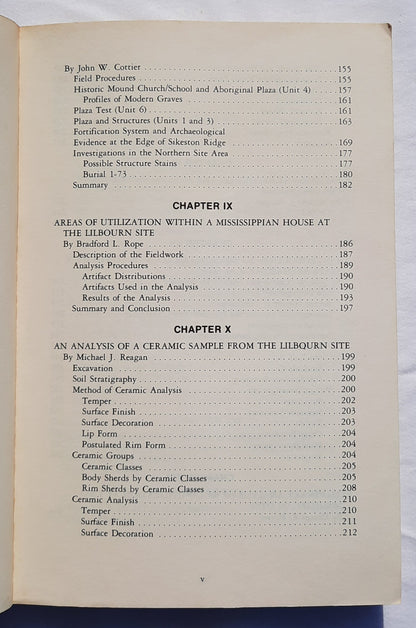 By John W. Cottier 155
Field Procedures 155
Historic Mound Church/School and Aboriginal Plaza (Unit 4) 157
Profiles of Modern Graves 161
Plaza Test (Unit 6) 161
Plaza and Structures (Units 1 and 3) 163
Fortification System and Archaeological
Evidence at the Edge of Sikeston Ridge 169
Investigations in the Northern Site Area 177
Possible Structure Stains 177
Burial 1-73 180
Summary 182
CHAPTER IX
AREAS OF UTILIZATION WITHIN A MISSISSIPPIAN HOUSE AT
THE LILBOURN SITE
By Bradford L. Rope 186
Description of the Fieldwork 187
Analysis Procedures 189
Artifact Distributions 190
Artifacts Used in the Analysis 190
Results of the Analysis 193
Summary and Conclusion 197
CHAPTER X
AN ANALYSIS OF A CERAMIC SAMPLE FROM THE LILBOURN SITE
By Michael J. Reagan 199
Excavation 199
Soil Stratigraphy 200
Method of Ceramic Analysis 200
Temper 202
Surface Finish 203
Surface Decoration 203
Lip Form 204
Postulated Rim Form 204
Ceramic Groups 204
Ceramic Classes 205
Body Sherds by Ceramic Classes 205
Rim Sherds by Ceramic Classes 208
Ceramic Analysis 210
Temper 210
Surface Finish 211
Surface Decoration 212
v